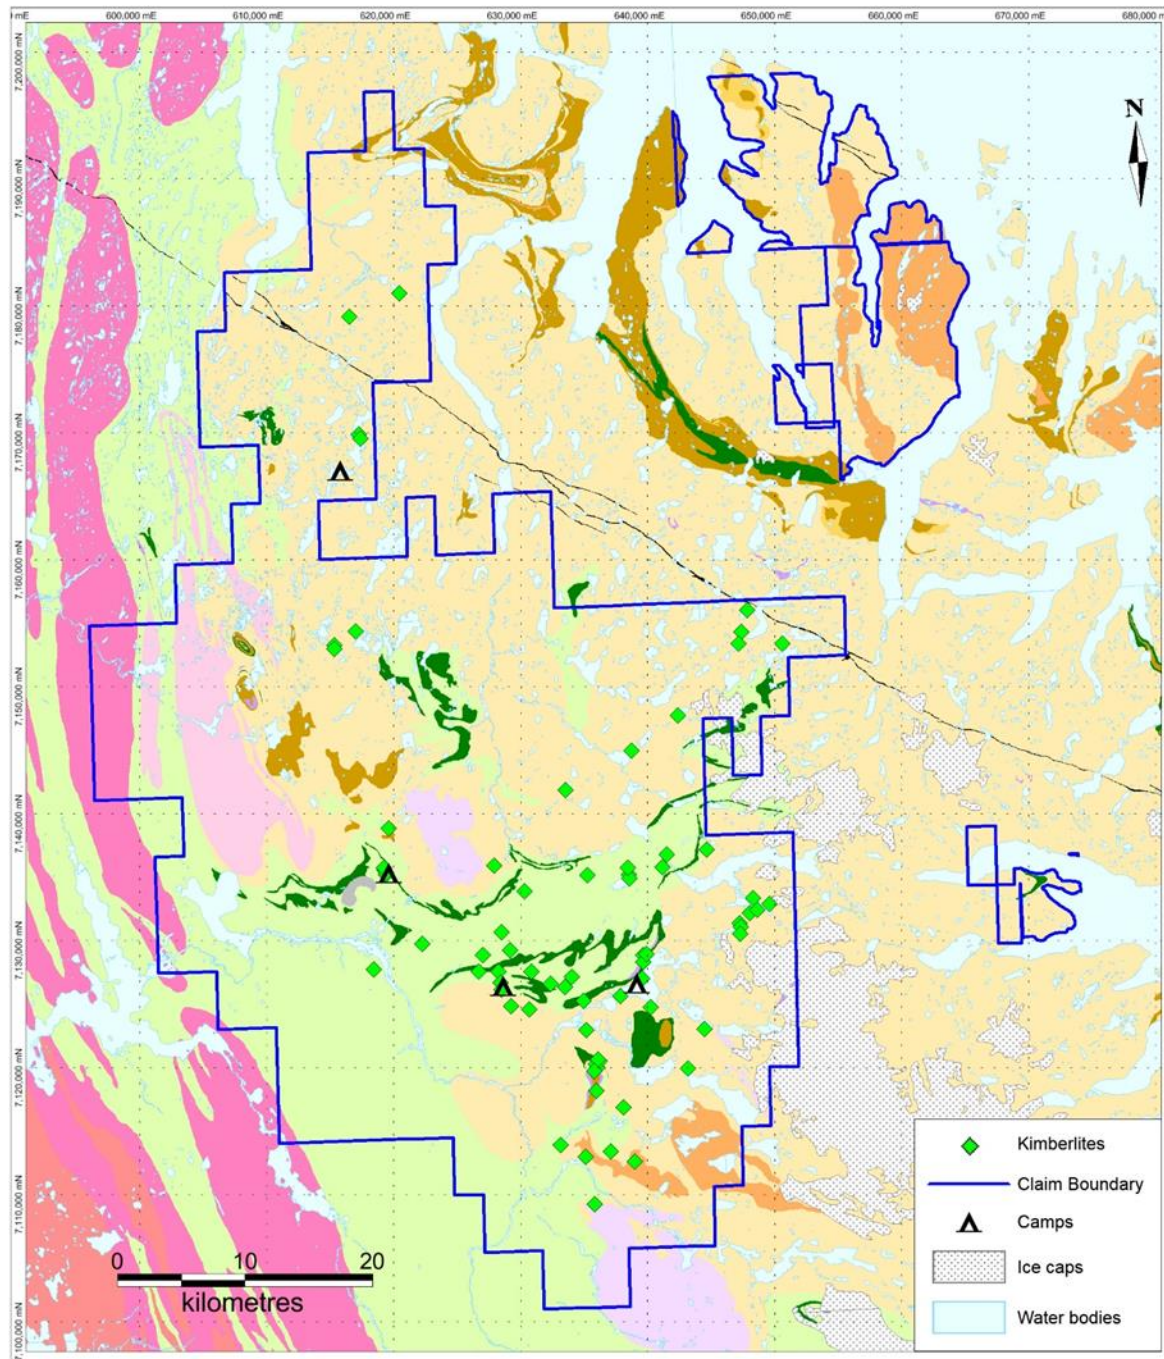 mE 600,000 mE 610,000 mE 620,000 mE 630,000 mE 640,000 mE 650,000 mE 660,000 mE 670,000 mE 680,000 m
7,200,000 mN
N
7,190,000 mN
7,180,000 mN
7,170,000 mN
7,160,000 mN
7,150,000 mN
7,140,000 mN
7,130,000 mN
7,120,000 mN
7,110,000 mN
7,100,000 mN
Kimberlites
Claim Boundary
Camps
Ice caps
Water bodies
0 10 20
kilometres